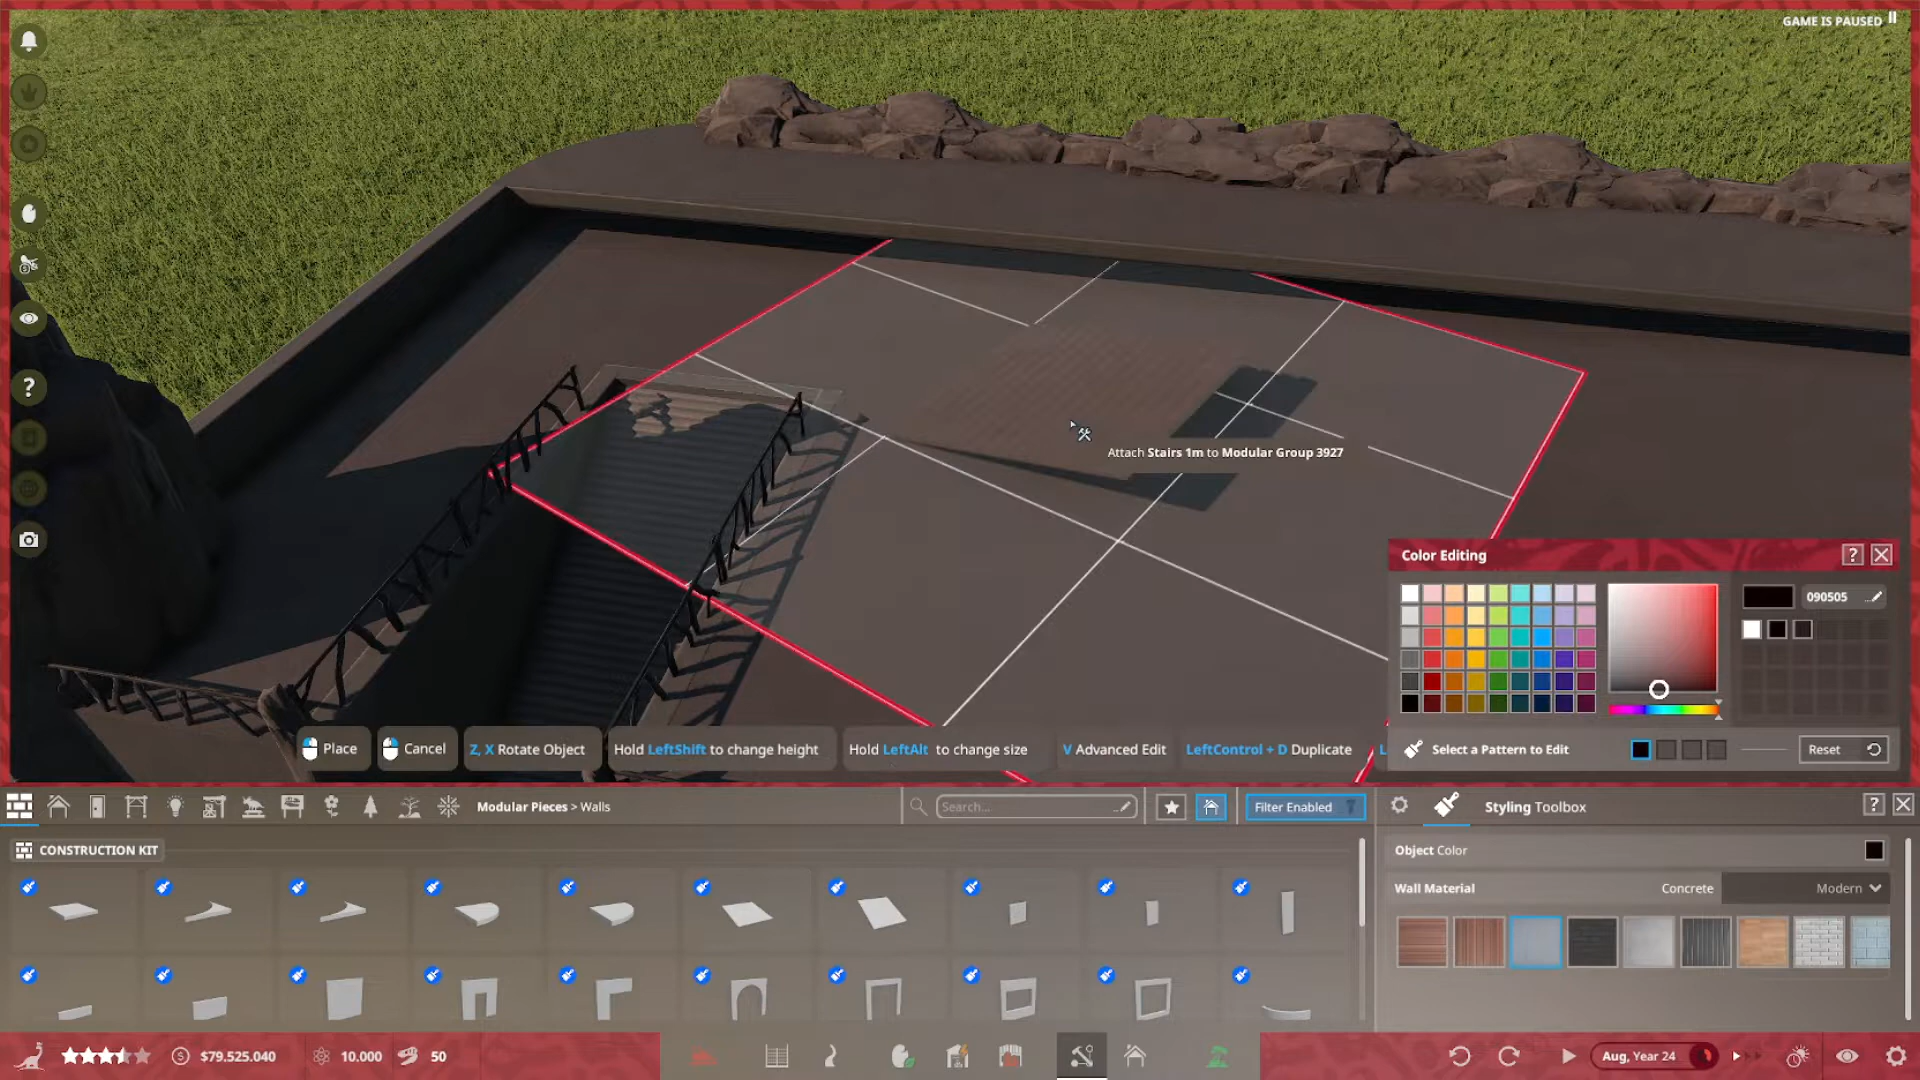 GAME IS PAUSED
?
Attach Stairs 1m to Modular Group 3927
Color Editing ?
090505
Select a Pattern to Edit Reset
Place
Cancel
Z, X Rotate Object
Hold LeftShift to change height
Hold LeftAlt to change size
V Advanced Edit
LeftControl + D Duplicate
L
Modular Pieces > Walls
Search...
Filter Enabled
Styling Toolbox ?
CONSTRUCTION KIT
Object Color
Wall Material Concrete Modern
$79.525.040
10.000
50
Aug, Year 24